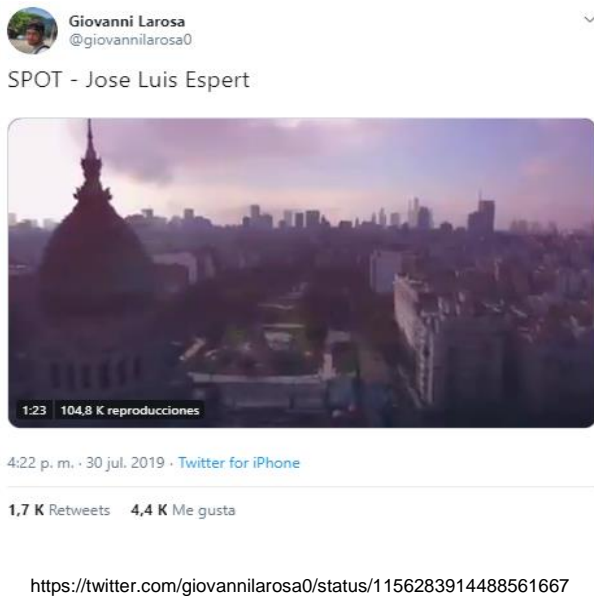 Giovanni Larosa
@giovannilarosa0
SPOT - Jose Luis Espert
1:23 104,8 K reproducciones
4:22 p. m. · 30 jul. 2019 · Twitter for iPhone
1,7 K Retweets 4,4 K Me gusta
https://twitter.com/giovannilarosa0/status/1156283914488561667